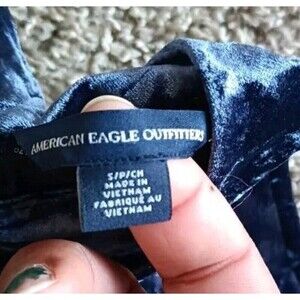 AMERICAN EAGLE OUTFITTERS
S/P/CH
MADE IN
VIETNAM
FABRIQUÉ AU
VIETNAM